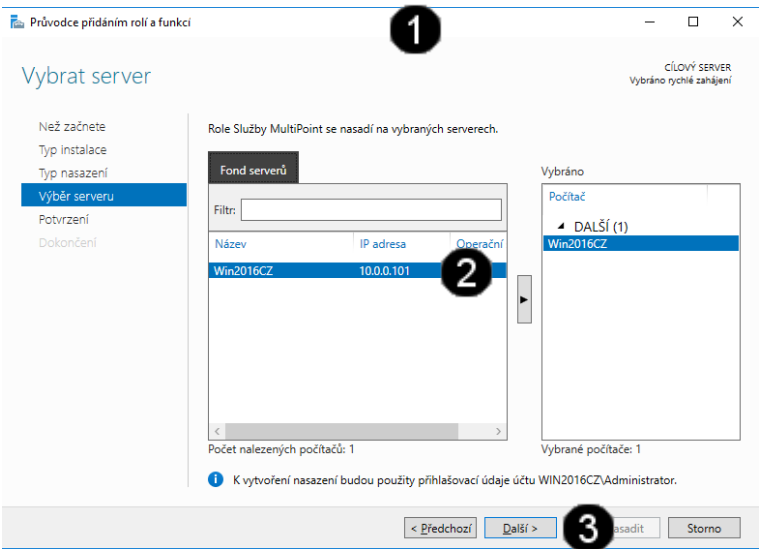 Průvodce přidáním rolí a funkcí
1
Vybrat server
CÍLOVÝ SERVER
Vybráno rychlé zahájení
Než začnete
Typ instalace
Typ nasazení
Výběr serveru
Potvrzení
Dokončení
Role Služby MultiPoint se nasadí na vybraných serverech.
Fond serverů
Filtr:
Název IP adresa Operační
Win2016CZ 10.0.0.101
2
Počet nalezených počítačů: 1
Vybráno
Počítač
DALŠÍ (1)
Win2016CZ
Vybrané počítače: 1
K vytvoření nasazení budou použity přihlašovací údaje účtu WIN2016CZ\Administrator.
< Předchozí Další > 3 asadit Storno